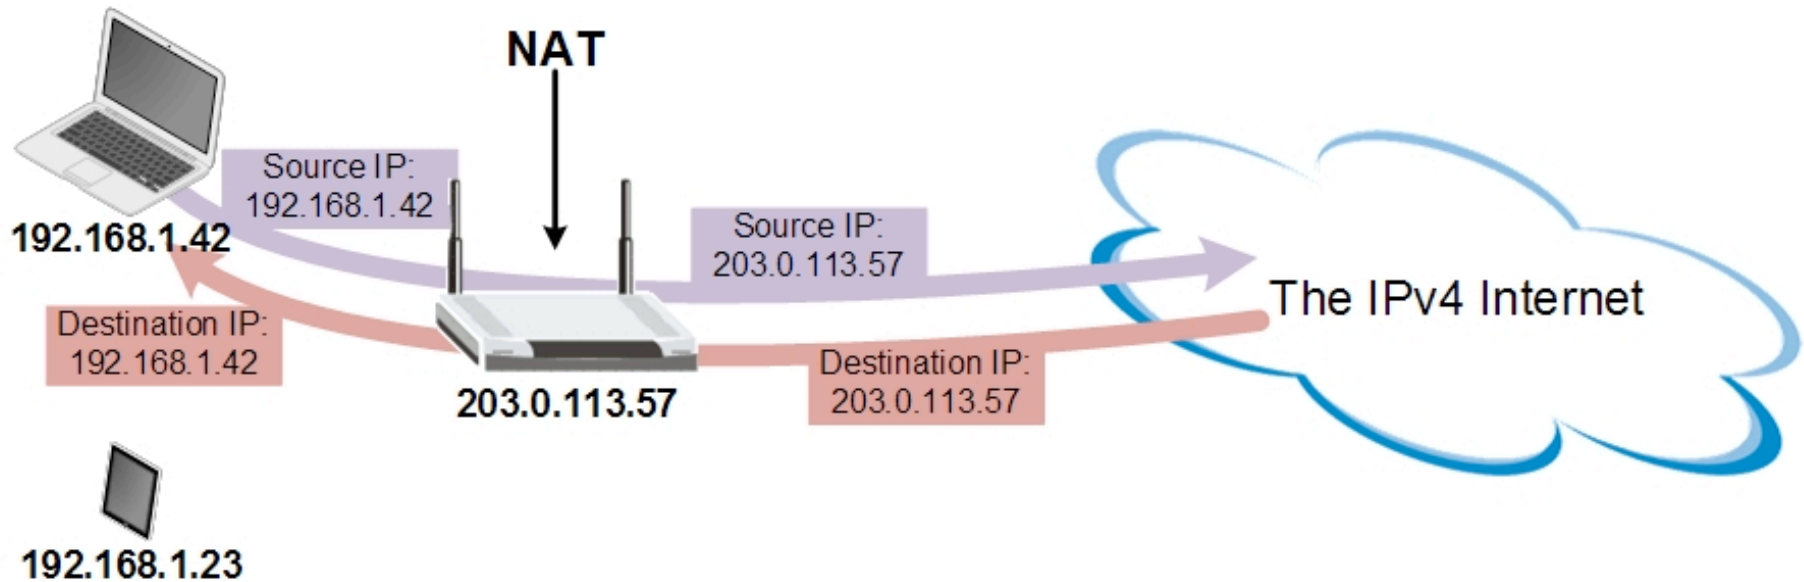 NAT
Source IP:
192.168.1.42
192.168.1.42
Source IP:
203.0.113.57
The IPv4 Internet
Destination IP:
192.168.1.42
Destination IP:
203.0.113.57
203.0.113.57
192.168.1.23